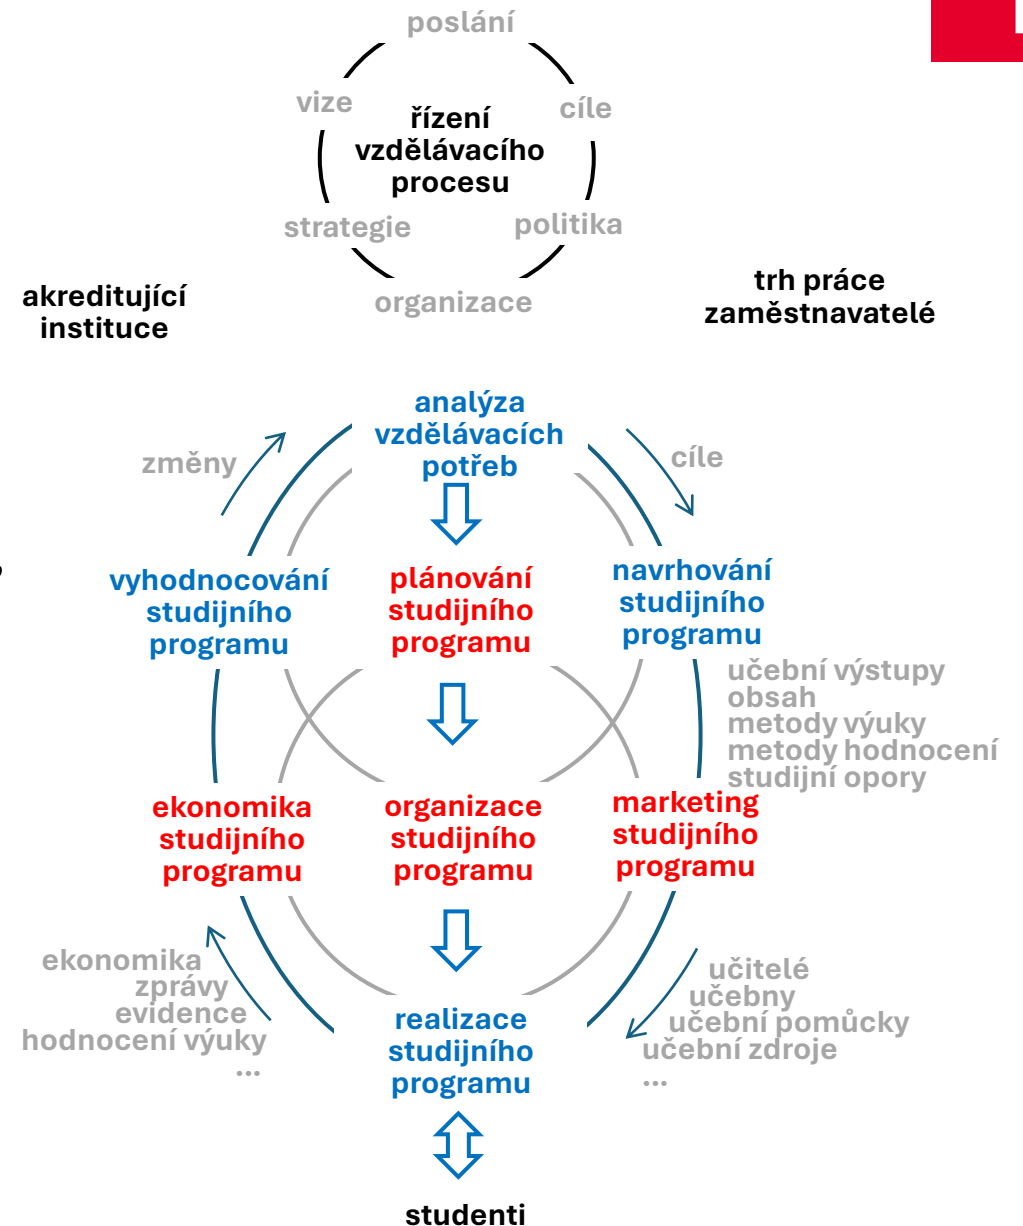 poslání
vize
cíle
řízení
vzdělávacího
procesu
strategie
politika
organizace
akreditující
instituce
trh práce
zaměstnavatelé
analýza
vzdělávacích
potřeb
změny
cíle
vyhodnocování
studijního
programu
plánování
studijního
programu
navrhování
studijního
programu
učební výstupy
obsah
metody výuky
metody hodnocení
studijní opory
ekonomika
studijního
programu
organizace
studijního
programu
marketing
studijního
programu
ekonomika
zprávy
evidence
hodnocení výuky
...
učitelé
učebny
učební pomůcky
učební zdroje
...
realizace
studijního
programu
studenti